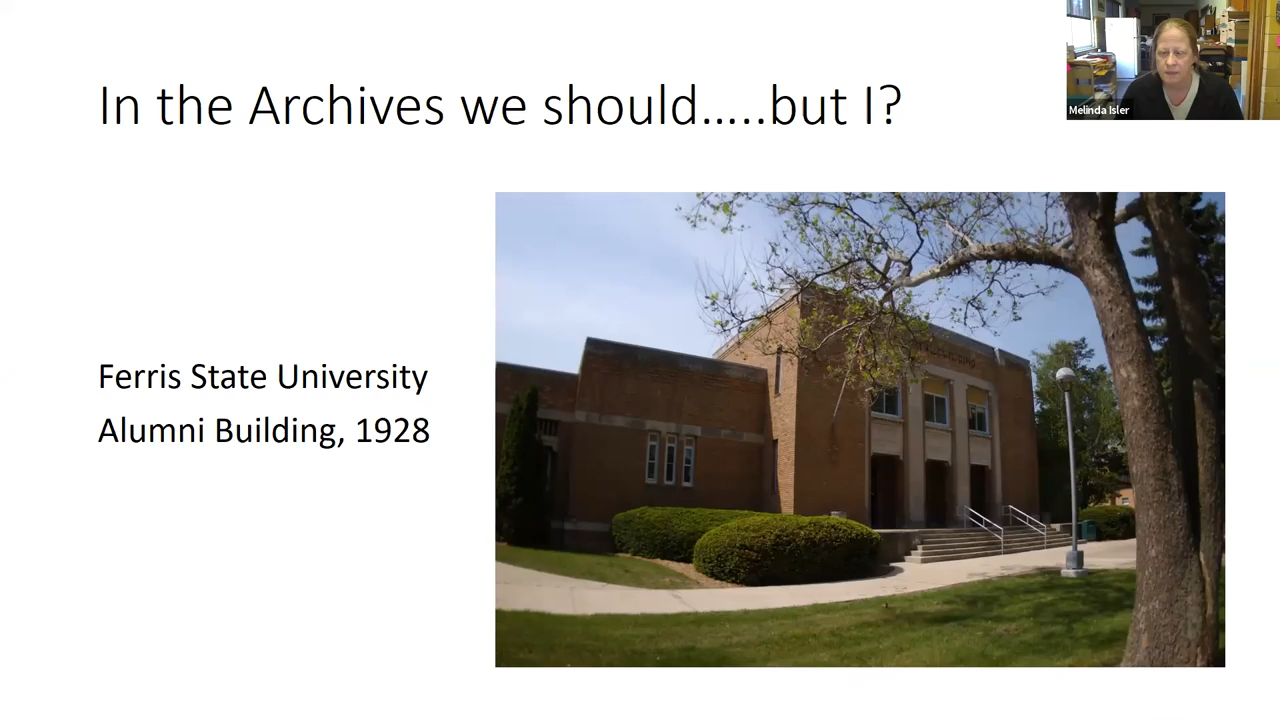 In the Archives we should.....but I?
Melinda Isler
Ferris State University
Alumni Building, 1928